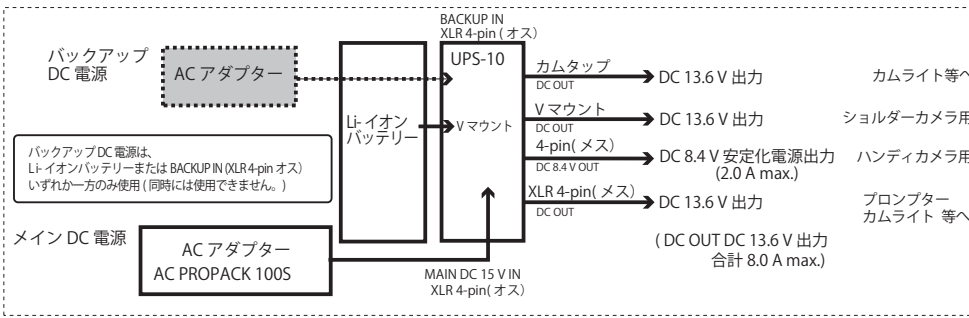 BACKUP IN
XLR 4-pin ( オス)
バックアップ
DC 電源
AC アダプター
UPS-10
Li- イオン
バッテリー
V マウント
カムタップ
DC OUT
DC 13.6 V 出力
カムライト等へ
V マウント
DC OUT
DC 13.6 V 出力
ショルダーカメラ用
4-pin( メス)
DC 8.4 V OUT
DC 8.4 V 安定化電源出力
(2.0 A max.)
ハンディカメラ用
XLR 4-pin( メス)
DC OUT
DC 13.6 V 出力
プロンプター
カムライト 等へ
( DC OUT DC 13.6 V 出力
合計 8.0 A max.)
バックアップ DC 電源は、
Li- イオンバッテリーまたは BACKUP IN (XLR 4-pin オス)
いずれか一方のみ使用 ( 同時には使用できません。)
メイン DC 電源
AC アダプター
AC PROPACK 100S
MAIN DC 15 V IN
XLR 4-pin( オス)